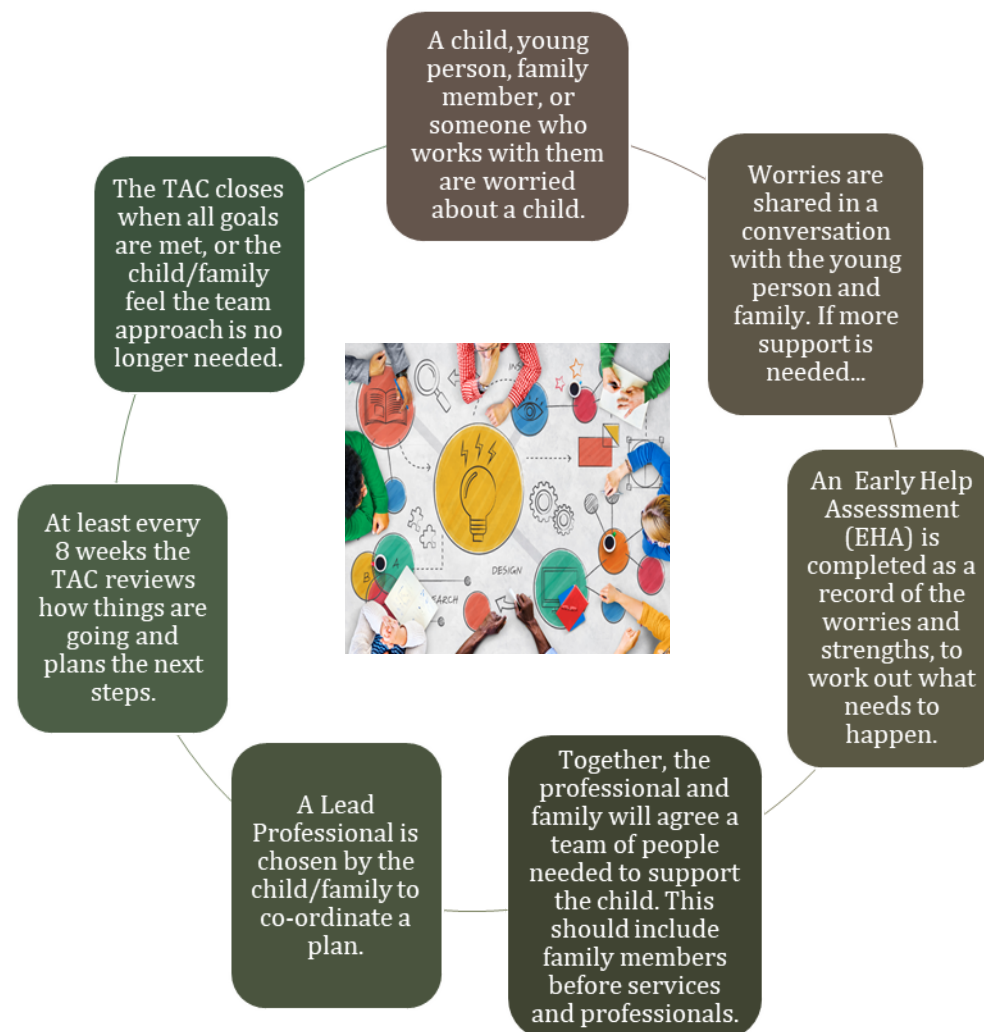 A child, young
person, family
member, or
someone who
works with them
are worried
about a child.
Worries are
shared in a
conversation
with the young
person and
family. If more
support is
needed...
An Early Help
Assessment
(EHA) is
completed as a
record of the
worries and
strengths, to
work out what
needs to
happen.
Together, the
professional and
family will agree a
team of people
needed to support
the child. This
should include
family members
before services
and professionals.
A Lead
Professional is
chosen by the
child/family to
co-ordinate a
plan.
At least every
8 weeks the
TAC reviews
how things are
going and
plans the next
steps.
The TAC closes
when all goals
are met, or the
child/family
feel the team
approach is no
longer needed.
INS
A
B
DESIGN
EARCH